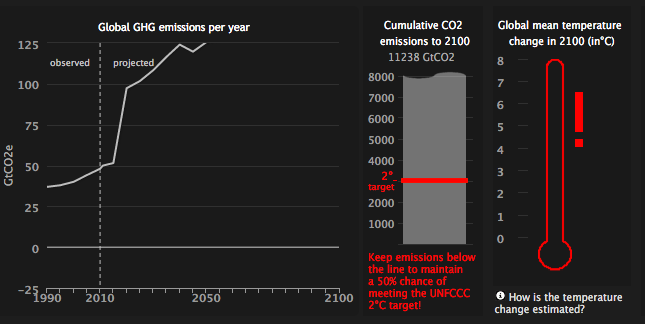 Global GHG emissions per year
125
observed
projected
100
75
50
25
0
-25
GtCO2e
1990
2010
2050
2100
Cumulative CO2
emissions to 2100
11238 GtCO2
8000
7000
6000
5000
4000
2°
target
2000
1000
Keep emissions below
the line to maintain
a 50% chance of
meeting the UNFCCC
2°C target!
Global mean temperature
change in 2100 (in°C)
8
7
6
5
4
3
2
1
0
How is the temperature
change estimated?